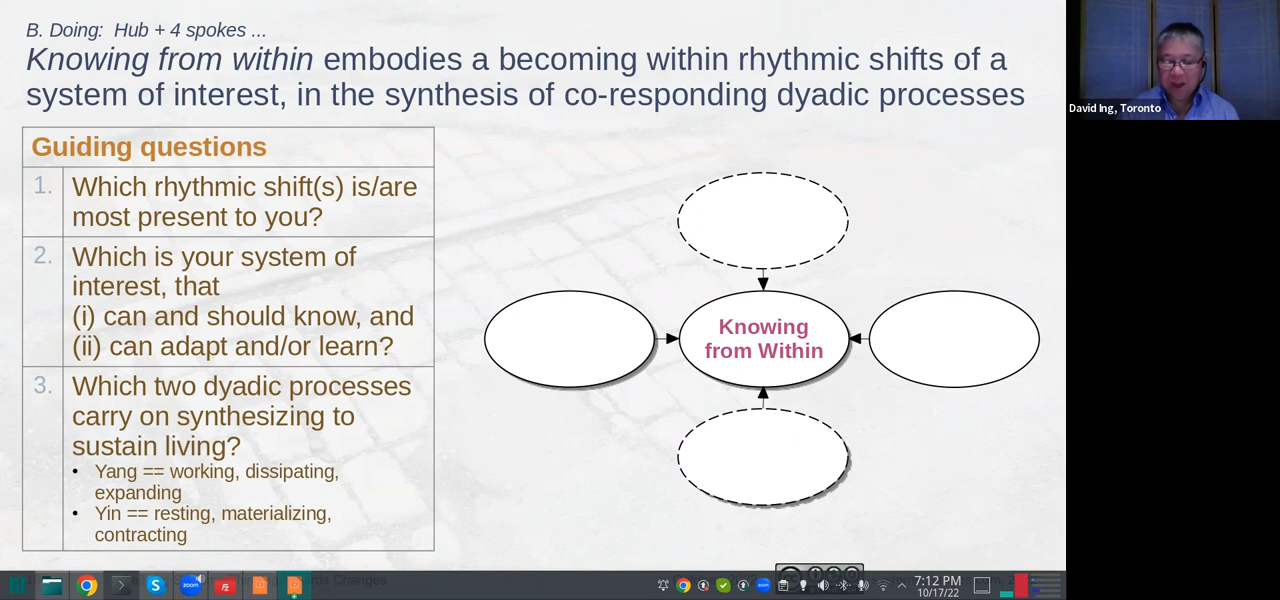 B. Doing:  Hub + 4 spokes ...
Knowing from within embodies a becoming within rhythmic shifts of a
system of interest, in the synthesis of co-responding dyadic processes
Guiding questions
1. Which rhythmic shift(s) is/are
most present to you?
2. Which is your system of
interest, that
(i) can and should know, and
(ii) can adapt and/or learn?
3. Which two dyadic processes
carry on synthesizing to
sustain living?
• Yang == working, dissipating,
expanding
• Yin == resting, materializing,
contracting
Knowing
from Within
David Ing, Toronto
zoom
zoom
7:12 PM
10/17/22
Changes